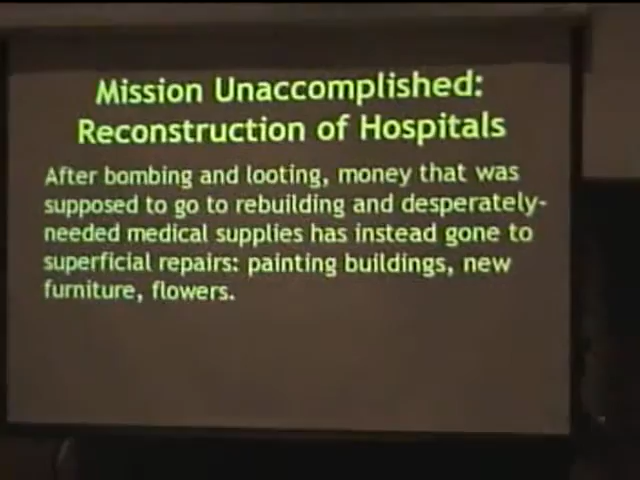 Mission Unaccomplished:
Reconstruction of Hospitals
After bombing and looting, money that was
supposed to go to rebuilding and desperately-
needed medical supplies has instead gone to
superficial repairs: painting buildings, new
furniture, flowers.